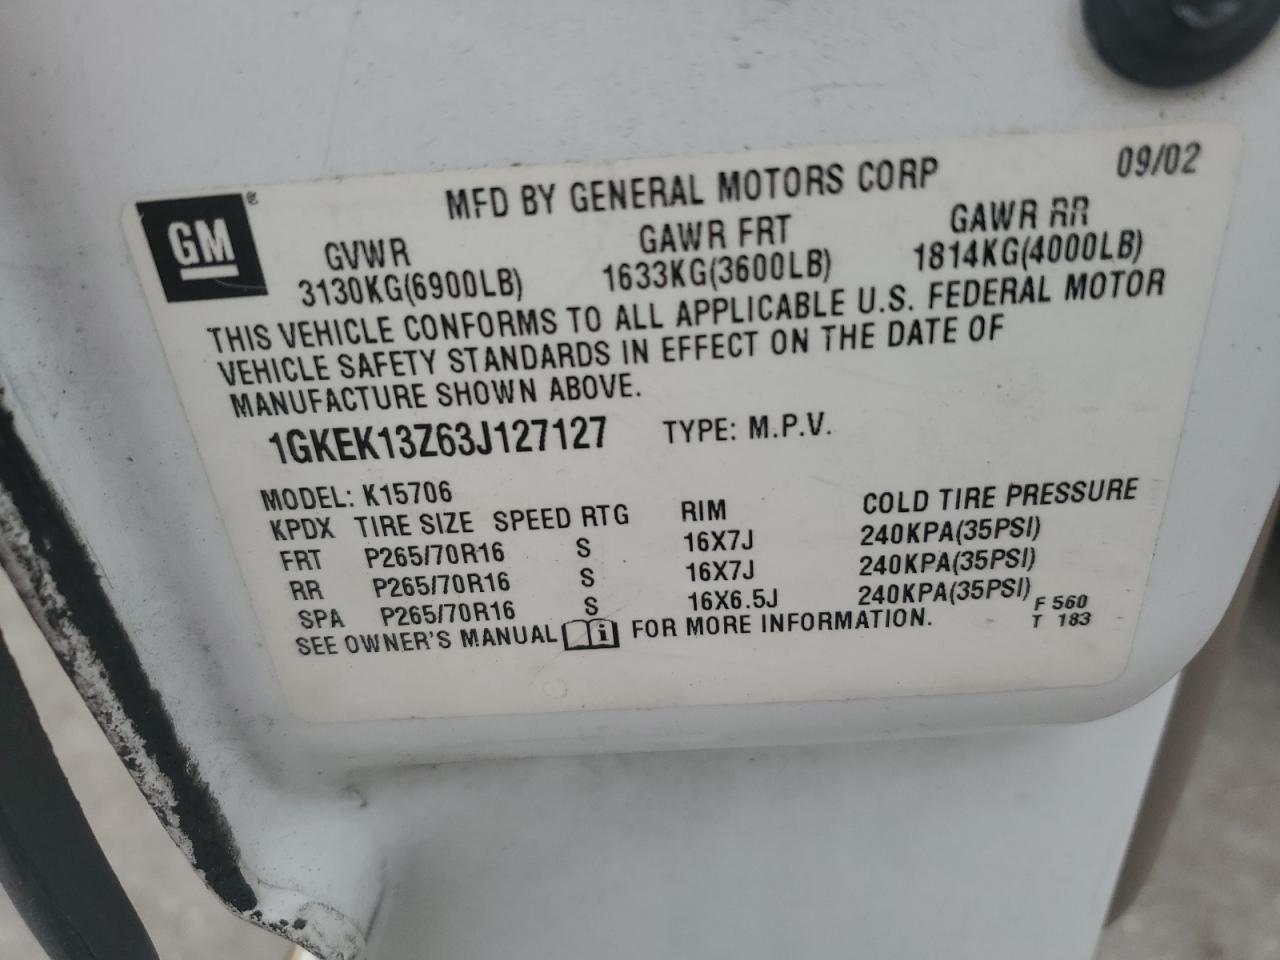 GM®
MFD BY GENERAL MOTORS CORP 09/02
GVWR GAWR FRT GAWR RR
3130KG(6900LB) 1633KG(3600LB) 1814KG(4000LB)
THIS VEHICLE CONFORMS TO ALL APPLICABLE U.S. FEDERAL MOTOR
VEHICLE SAFETY STANDARDS IN EFFECT ON THE DATE OF
MANUFACTURE SHOWN ABOVE.
1GKEK13Z63J127127 TYPE: M.P.V.
MODEL: K15706
KPDX TIRE SIZE SPEED RTG RIM COLD TIRE PRESSURE
FRT P265/70R16 S 16X7J 240KPA(35PSI)
RR P265/70R16 S 16X7J 240KPA(35PSI)
SPA P265/70R16 S 16X6.5J 240KPA(35PSI)
SEE OWNER'S MANUAL i FOR MORE INFORMATION.
F 560
T 183